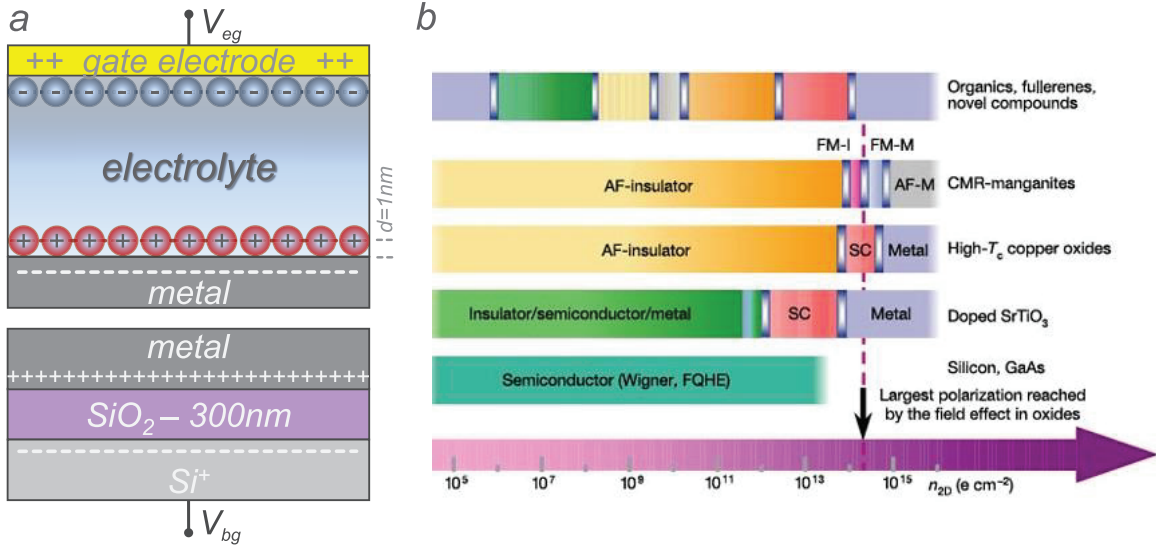 a
V_eg
++ gate electrode ++
- - - - - - - - - - -
electrolyte
d=1nm
+ + + + + + + + + + +
metal
metal
+++++++++++++++++++++++++++++
SiO₂ – 300nm
Si⁺
V_bg
b
Organics, fullerenes,
novel compounds
FM-I FM-M
AF-insulator AF-M CMR-manganites
AF-insulator SC Metal High-T_c copper oxides
Insulator/semiconductor/metal SC Metal Doped SrTiO₃
Semiconductor (Wigner, FQHE) Silicon, GaAs
Largest polarization reached
by the field effect in oxides
10⁵ 10⁷ 10⁹ 10¹¹ 10¹³ 10¹⁵ n_2D (e cm⁻²)